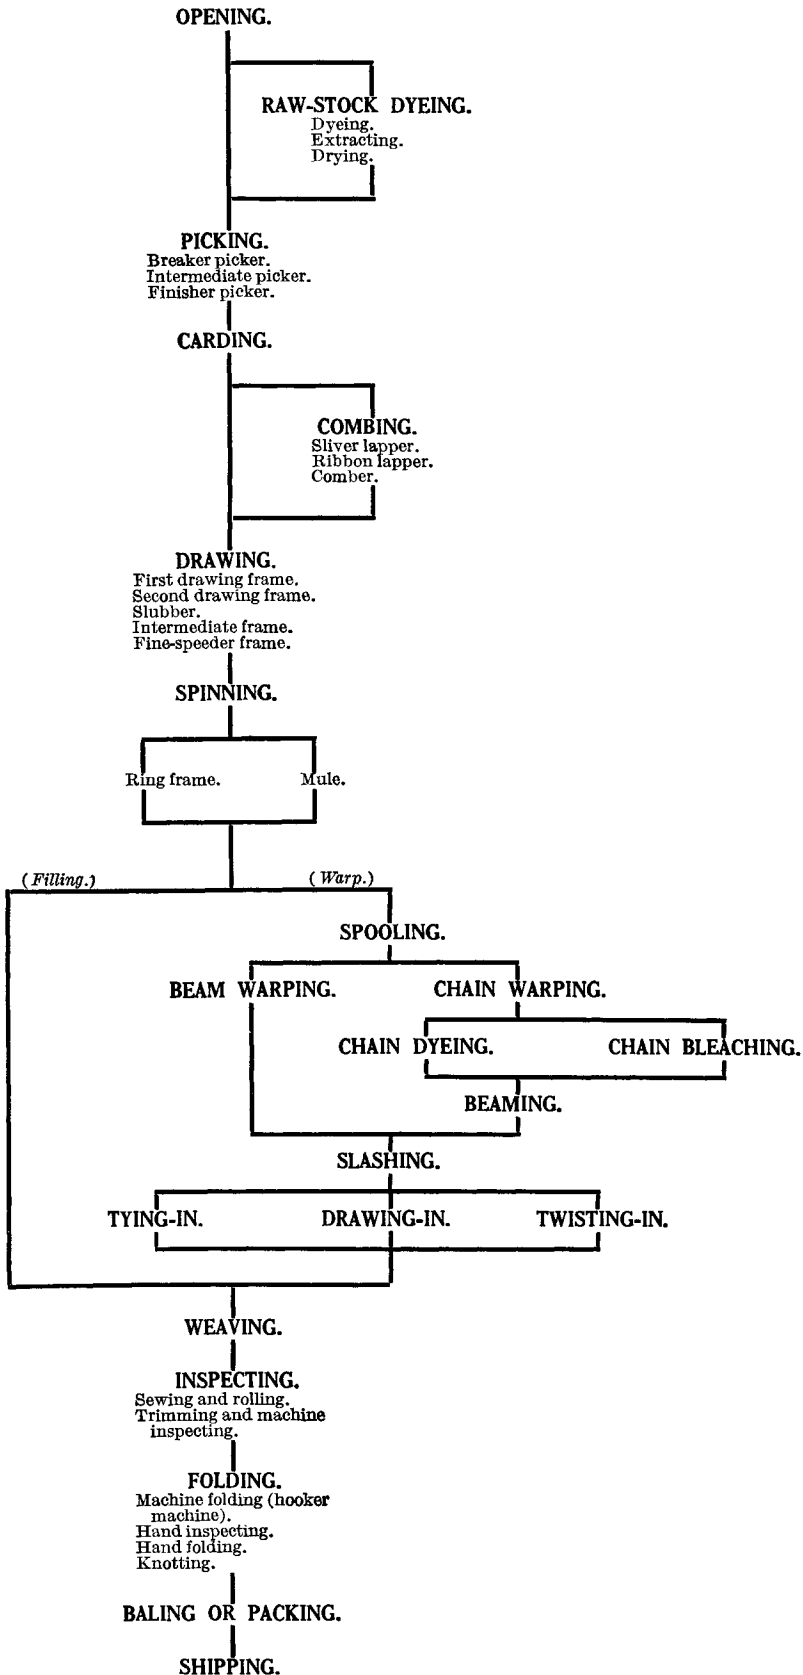 OPENING.
RAW-STOCK DYEING.
Dyeing.
Extracting.
Drying.
PICKING.
Breaker picker.
Intermediate picker.
Finisher picker.
CARDING.
COMBING.
Sliver lapper.
Ribbon lapper.
Comber.
DRAWING.
First drawing frame.
Second drawing frame.
Slubber.
Intermediate frame.
Fine-speeder frame.
SPINNING.
Ring frame. Mule.
(Filling.) (Warp.)
SPOOLING.
BEAM WARPING. CHAIN WARPING.
CHAIN DYEING. CHAIN BLEACHING.
BEAMING.
SLASHING.
TYING-IN. DRAWING-IN. TWISTING-IN.
WEAVING.
INSPECTING.
Sewing and rolling.
Trimming and machine
inspecting.
FOLDING.
Machine folding (hooker
machine).
Hand inspecting.
Hand folding.
Knotting.
BALING OR PACKING.
SHIPPING.